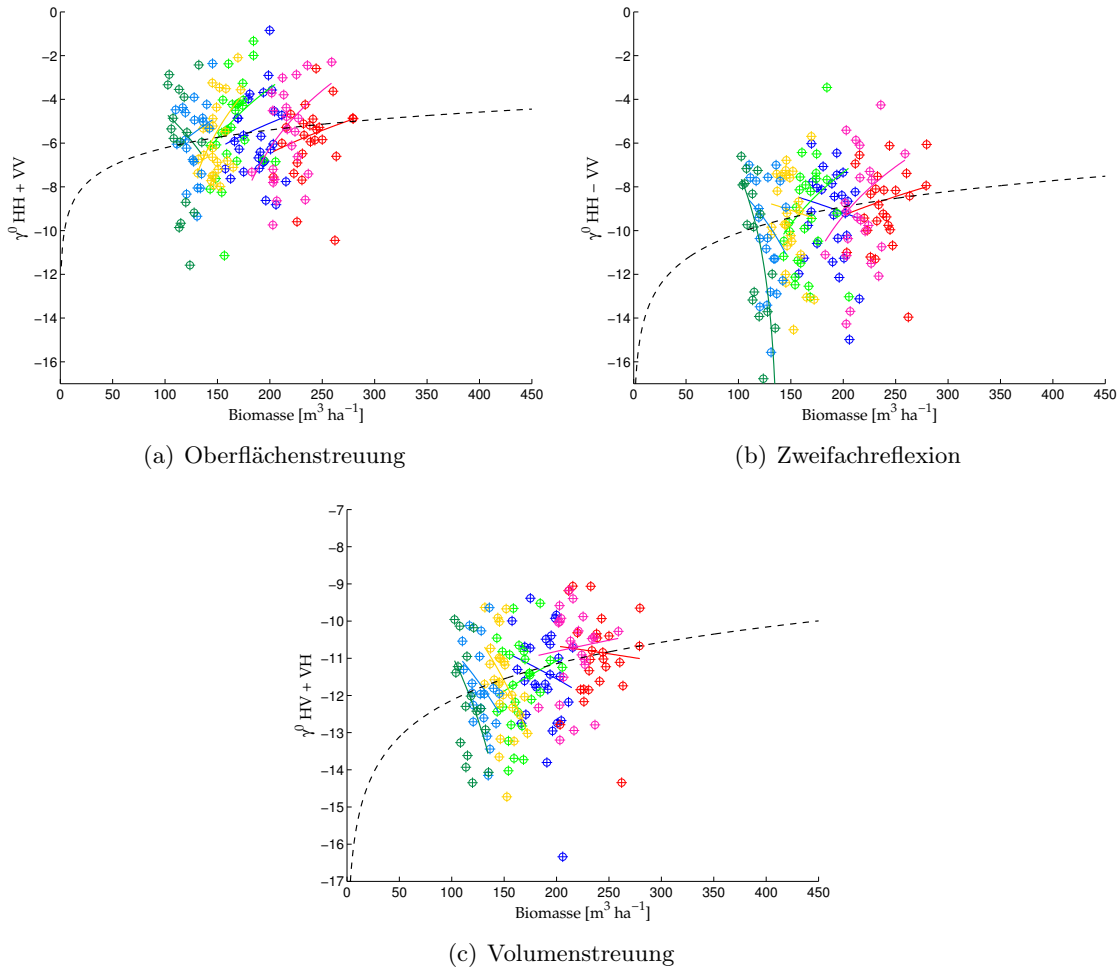 0
−2
−4
−6
−8
−10
−12
−14
−16
γ⁰ HH + VV
0 50 100 150 200 250 300 350 400 450
Biomasse [m³ ha⁻¹]
(a) Oberflächenstreuung
0
−2
−4
−6
−8
−10
−12
−14
−16
γ⁰ HH − VV
0 50 100 150 200 250 300 350 400 450
Biomasse [m³ ha⁻¹]
(b) Zweifachreflexion
−7
−8
−9
−10
−11
−12
−13
−14
−15
−16
−17
γ⁰ HV + VH
0 50 100 150 200 250 300 350 400 450
Biomasse [m³ ha⁻¹]
(c) Volumenstreuung